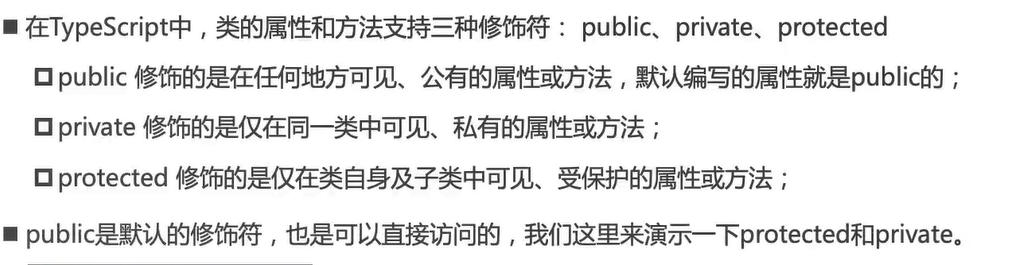 ■ 在TypeScript中，类的属性和方法支持三种修饰符： public、private、protected
□ public 修饰的是在任何地方可见、公有的属性或方法，默认编写的属性就是public的；
□ private 修饰的是仅在同一类中可见、私有的属性或方法；
□ protected 修饰的是仅在类自身及子类中可见、受保护的属性或方法；
■ public是默认的修饰符，也是可以直接访问的，我们这里来演示一下protected和private。